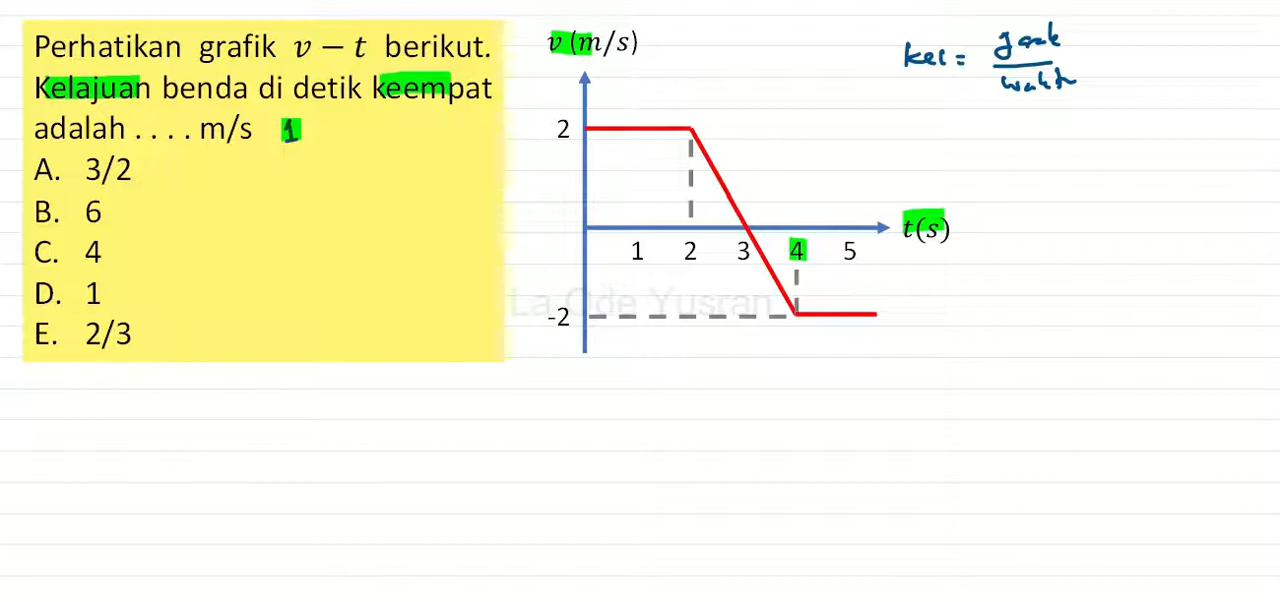 Perhatikan grafik v − t berikut.
Kelajuan benda di detik keempat
adalah . . . . m/s 1
A. 3/2
B. 6
C. 4
D. 1
E. 2/3
v (m/s)
2
1 2 3 4 5
t(s)
-2
La Ode Yusran
kel = jarak
waktu